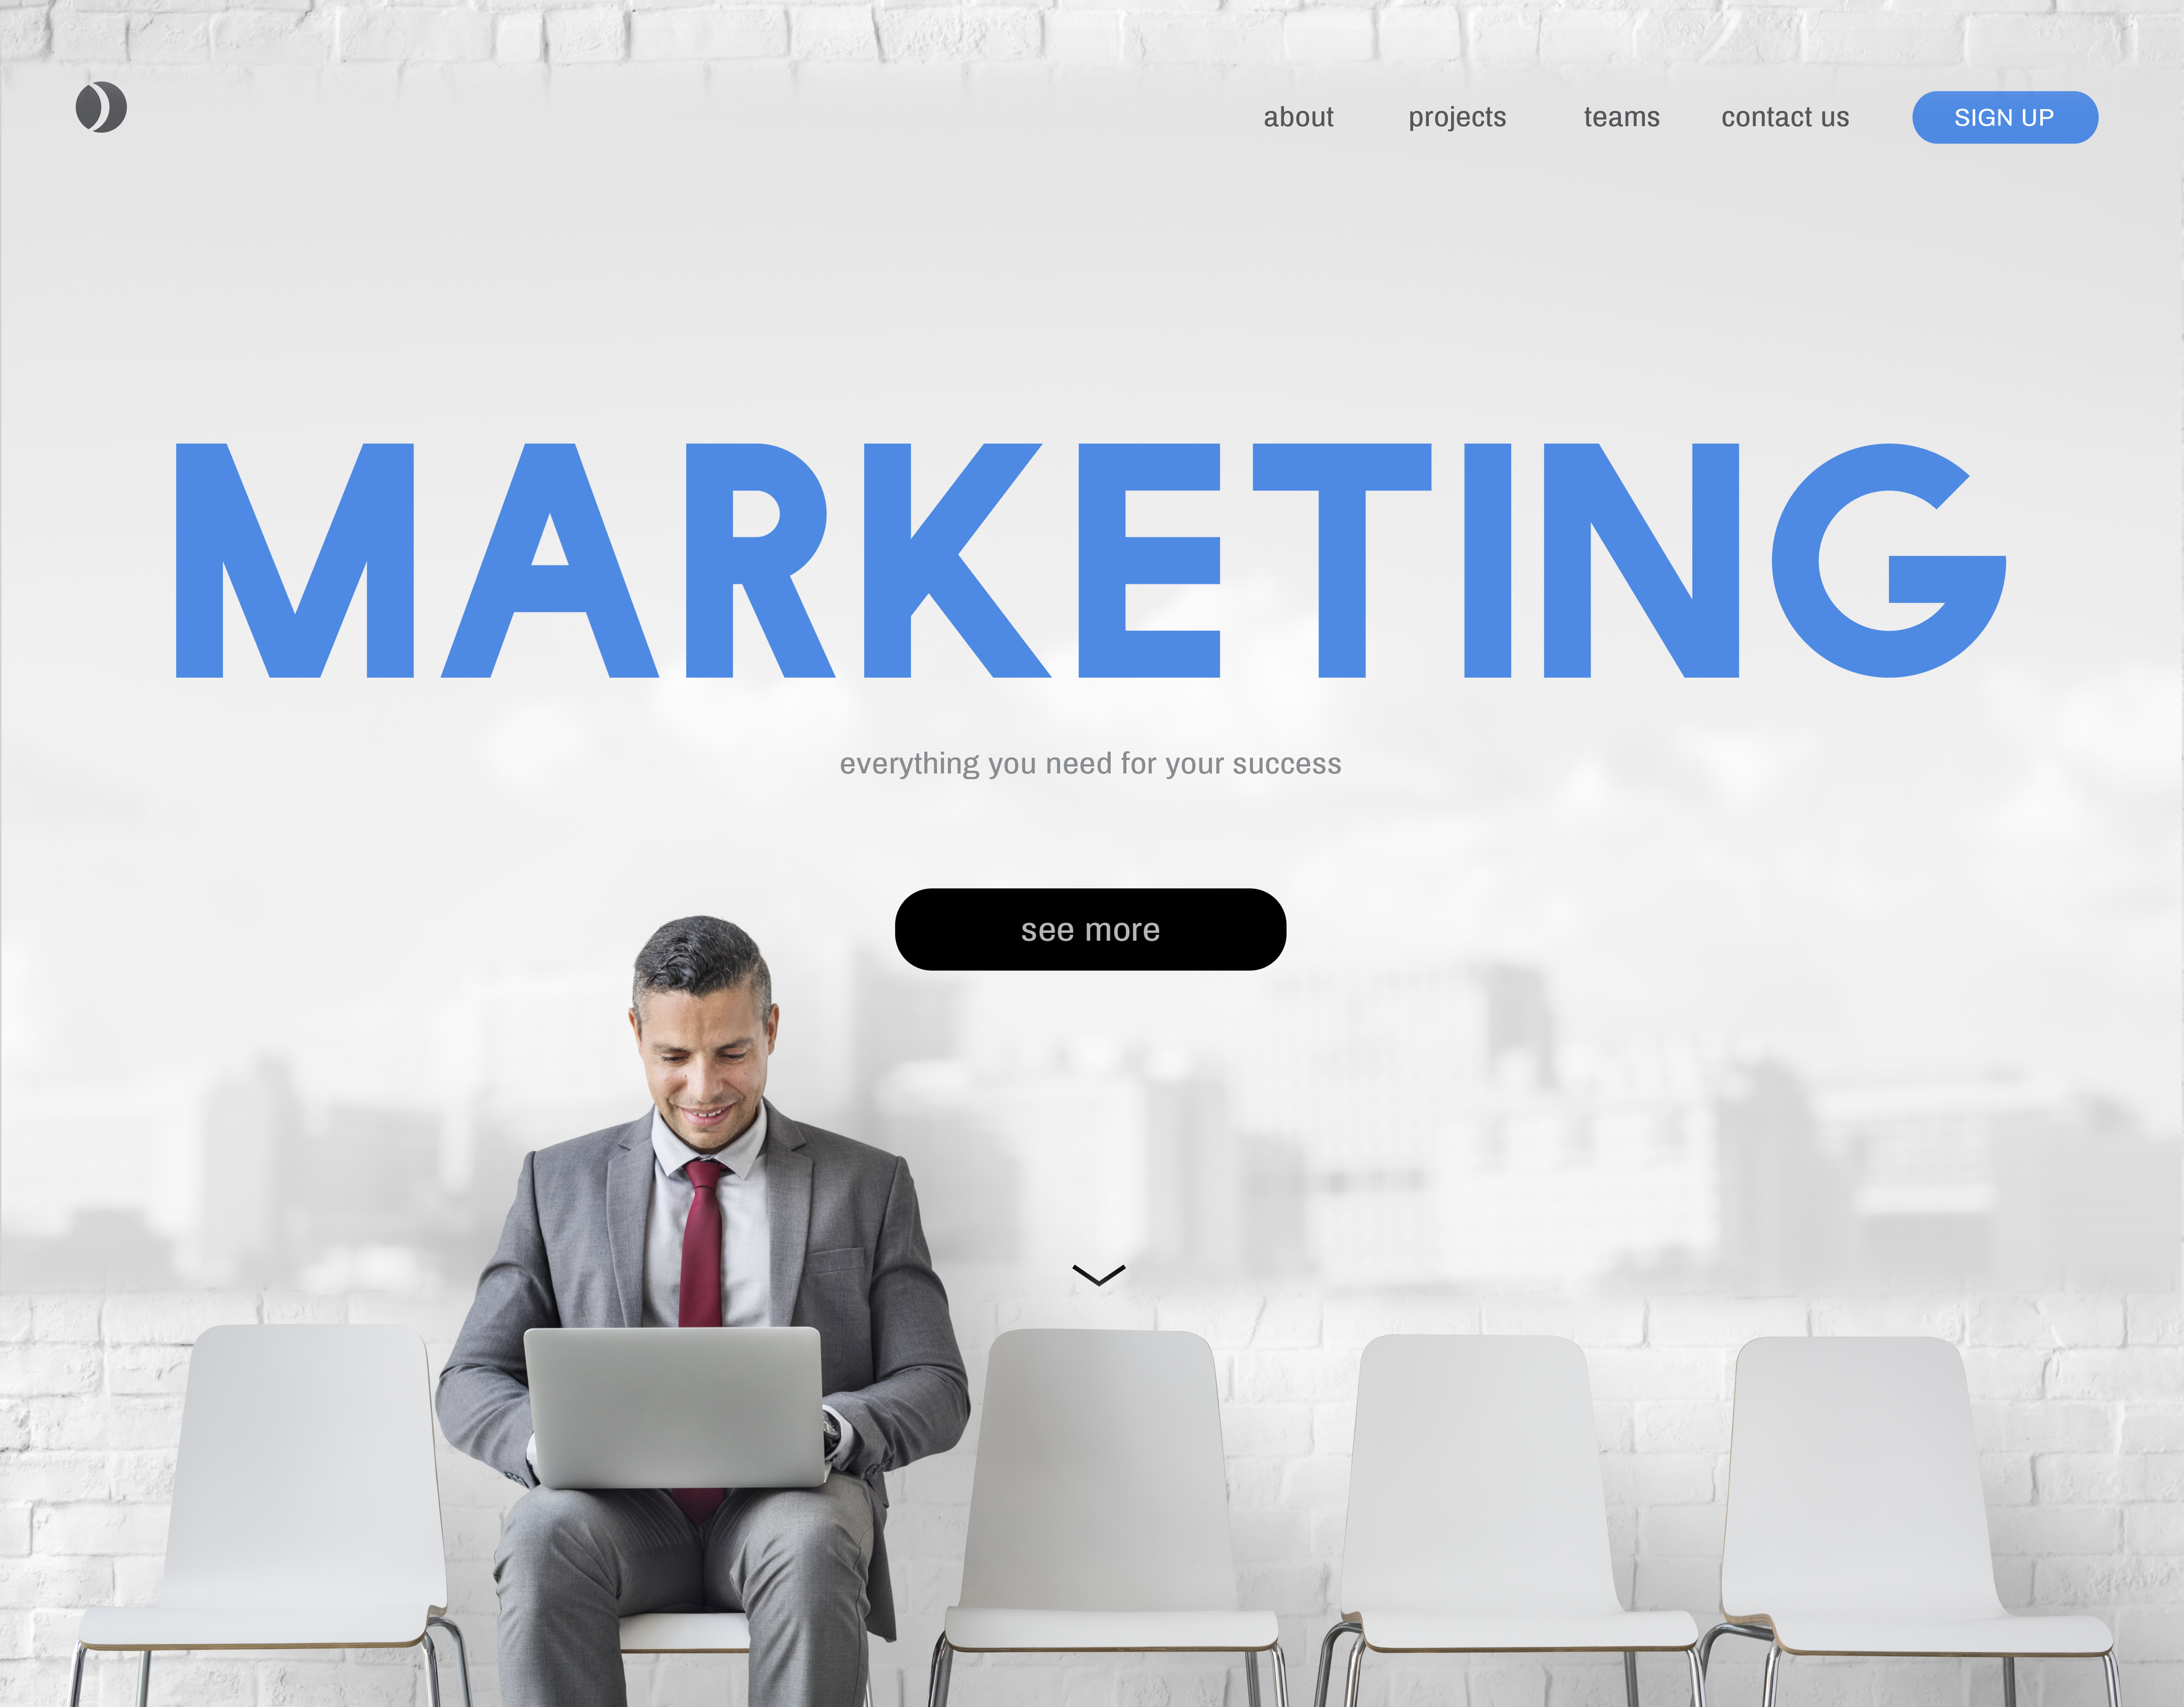 about projects teams contact us SIGN UP
MARKETING
everything you need for your success
see more